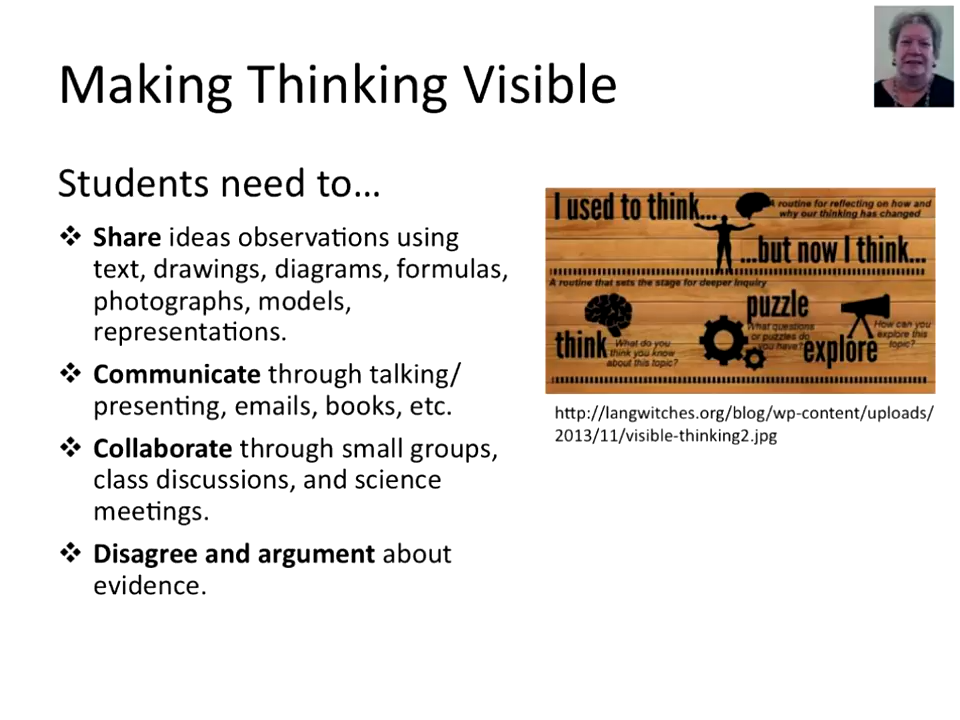 Making Thinking Visible
Students need to...
❖ Share ideas observations using
text, drawings, diagrams, formulas,
photographs, models,
representations.
❖ Communicate through talking/
presenting, emails, books, etc.
❖ Collaborate through small groups,
class discussions, and science
meetings.
❖ Disagree and argument about
evidence.
I used to think...
A routine for reflecting on how and
why our thinking has changed
...but now I think...
A routine that sets the stage for deeper inquiry
think
What do you
think you know
about this topic?
puzzle
What questions
or puzzles do
you have?
explore
How can you
explore this
topic?
http://langwitches.org/blog/wp-content/uploads/
2013/11/visible-thinking2.jpg